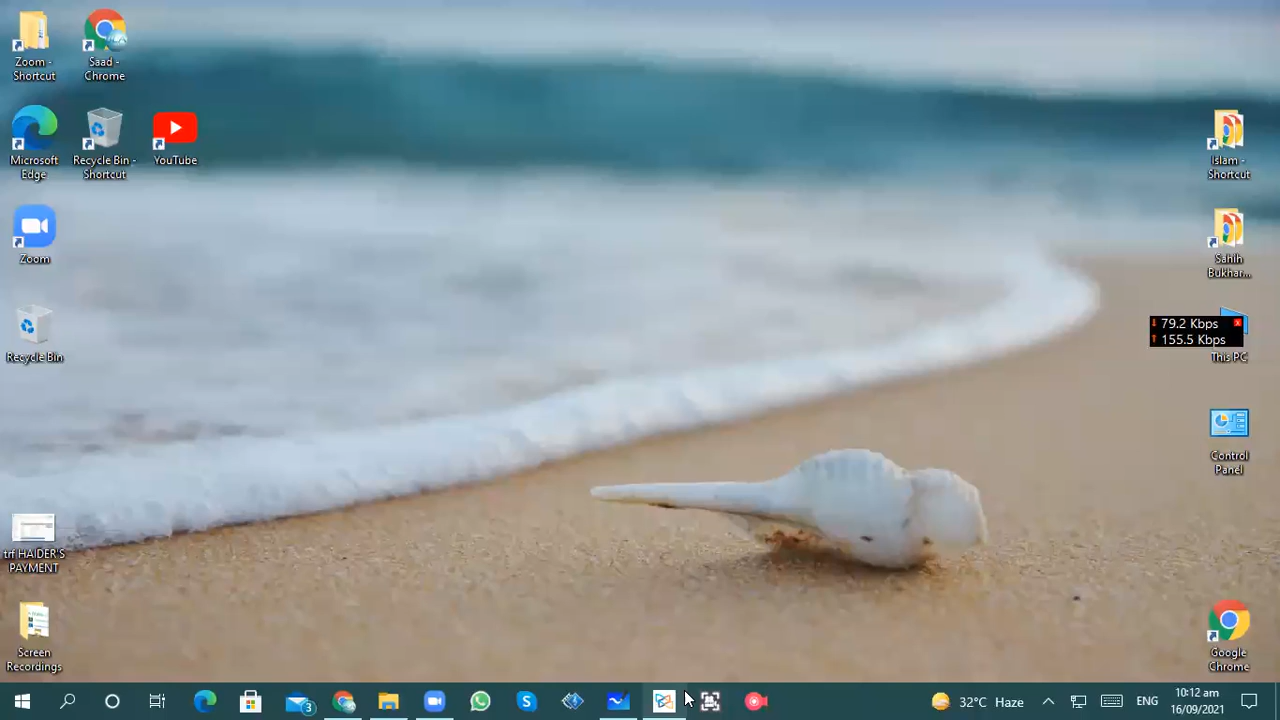 Zoom -
Shortcut
Saad -
Chrome
Microsoft
Edge
Recycle Bin -
Shortcut
YouTube
Zoom
Recycle Bin
trf HAIDER'S
PAYMENT
Screen
Recordings
Islam -
Shortcut
Sahih
Bukhar...
79.2 Kbps
x
155.5 Kbps
This PC
Control
Panel
Google
Chrome
3
32°C Haze
ENG
10:12 am
16/09/2021